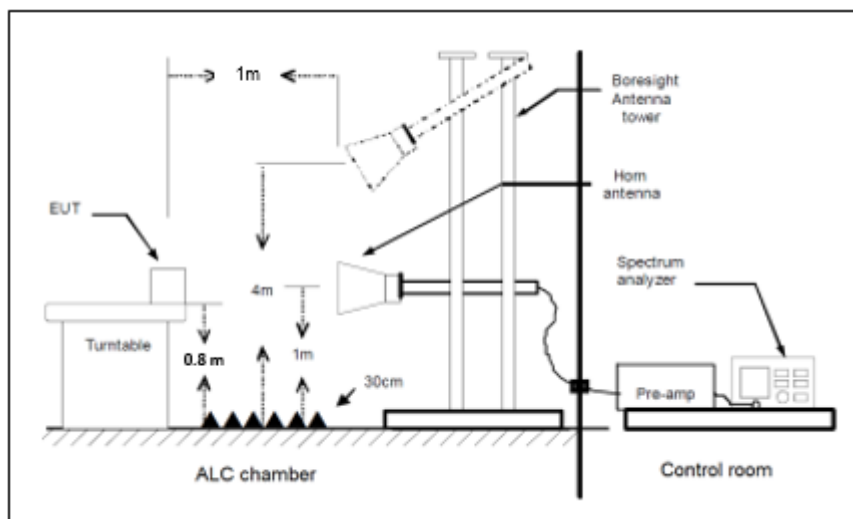 1m
Boresight
Antenna
tower
Horn
antenna
EUT
Spectrum
analyzer
4m
Turntable
0.8 m
1m
30cm
Pre-amp
ALC chamber
Control room